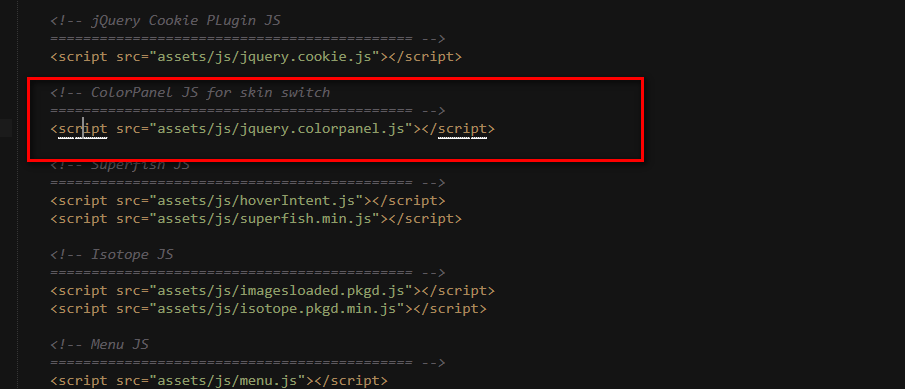 <!-- jQuery Cookie PLugin JS
============================================ -->
<script src="assets/js/jquery.cookie.js"></script>
<!-- ColorPanel JS for skin switch
============================================ -->
<script src="assets/js/jquery.colorpanel.js"></script>
<!-- Superfish JS
============================================ -->
<script src="assets/js/hoverIntent.js"></script>
<script src="assets/js/superfish.min.js"></script>
<!-- Isotope JS
============================================ -->
<script src="assets/js/imagesloaded.pkgd.js"></script>
<script src="assets/js/isotope.pkgd.min.js"></script>
<!-- Menu JS
============================================ -->
<script src="assets/js/menu.js"></script>